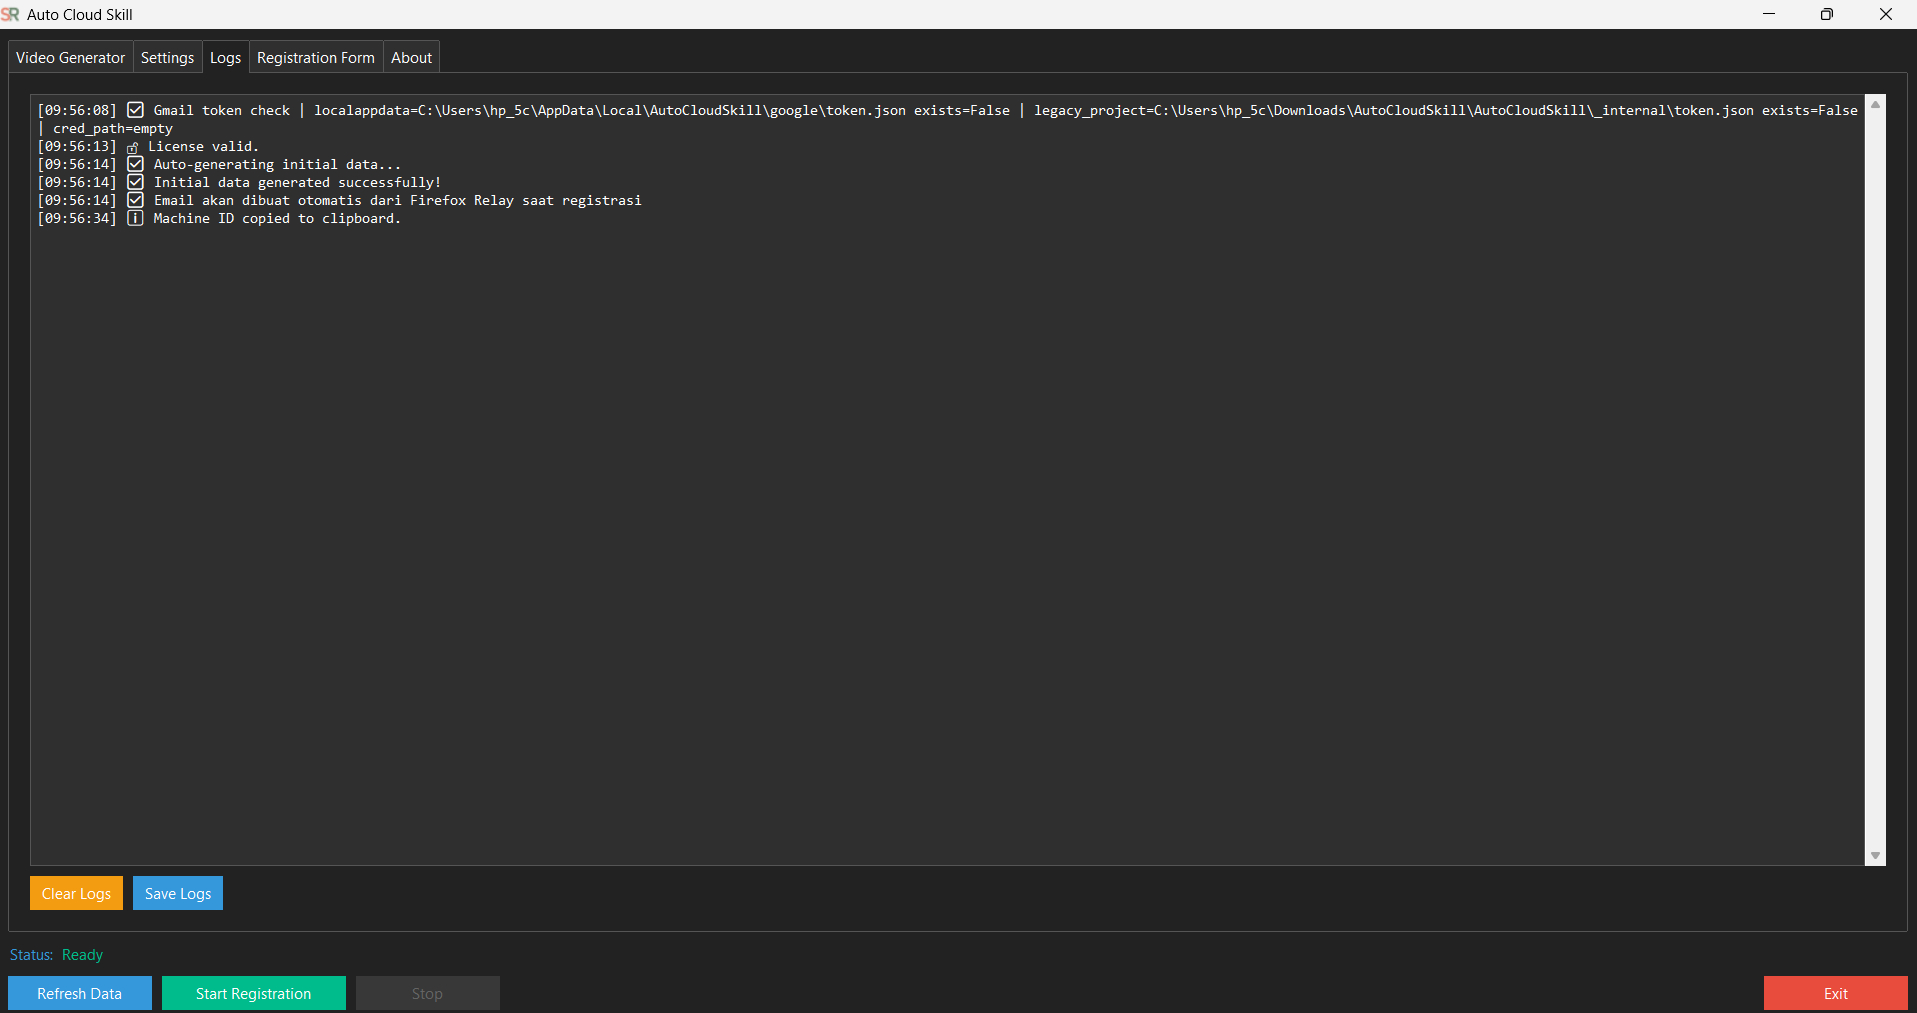 SR Auto Cloud Skill
Video Generator Settings Logs Registration Form About
[09:56:08] ☑ Gmail token check | localappdata=C:\Users\hp_5c\AppData\Local\AutoCloudSkill\google\token.json exists=False | legacy_project=C:\Users\hp_5c\Downloads\AutoCloudSkill\AutoCloudSkill\_internal\token.json exists=False
| cred_path=empty
[09:56:13] 🔓 License valid.
[09:56:14] ☑ Auto-generating initial data...
[09:56:14] ☑ Initial data generated successfully!
[09:56:14] ☑ Email akan dibuat otomatis dari Firefox Relay saat registrasi
[09:56:34] ℹ Machine ID copied to clipboard.
Clear Logs Save Logs
Status: Ready
Refresh Data Start Registration Stop Exit